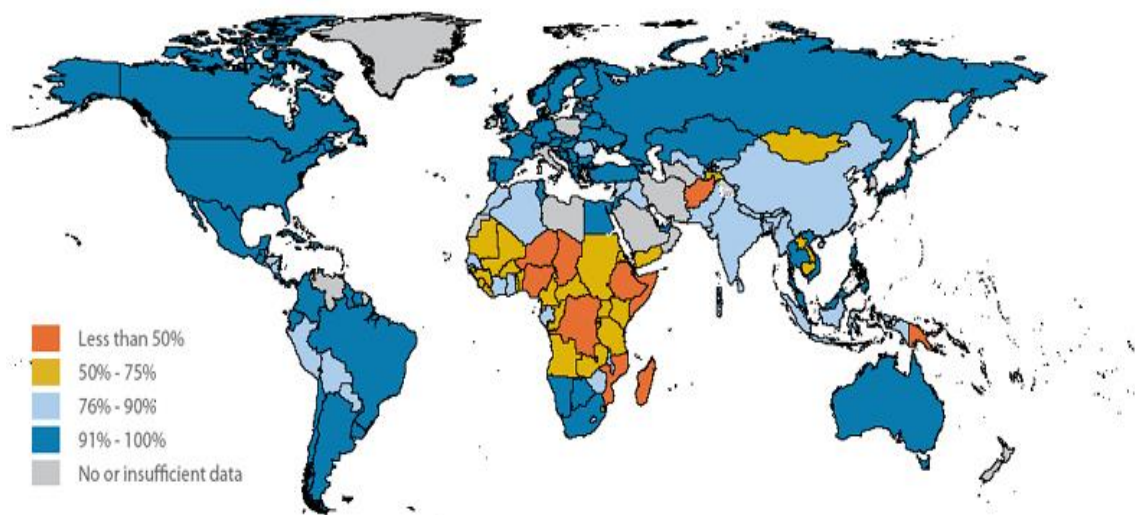 Less than 50%
50% - 75%
76% - 90%
91% - 100%
No or insufficient data